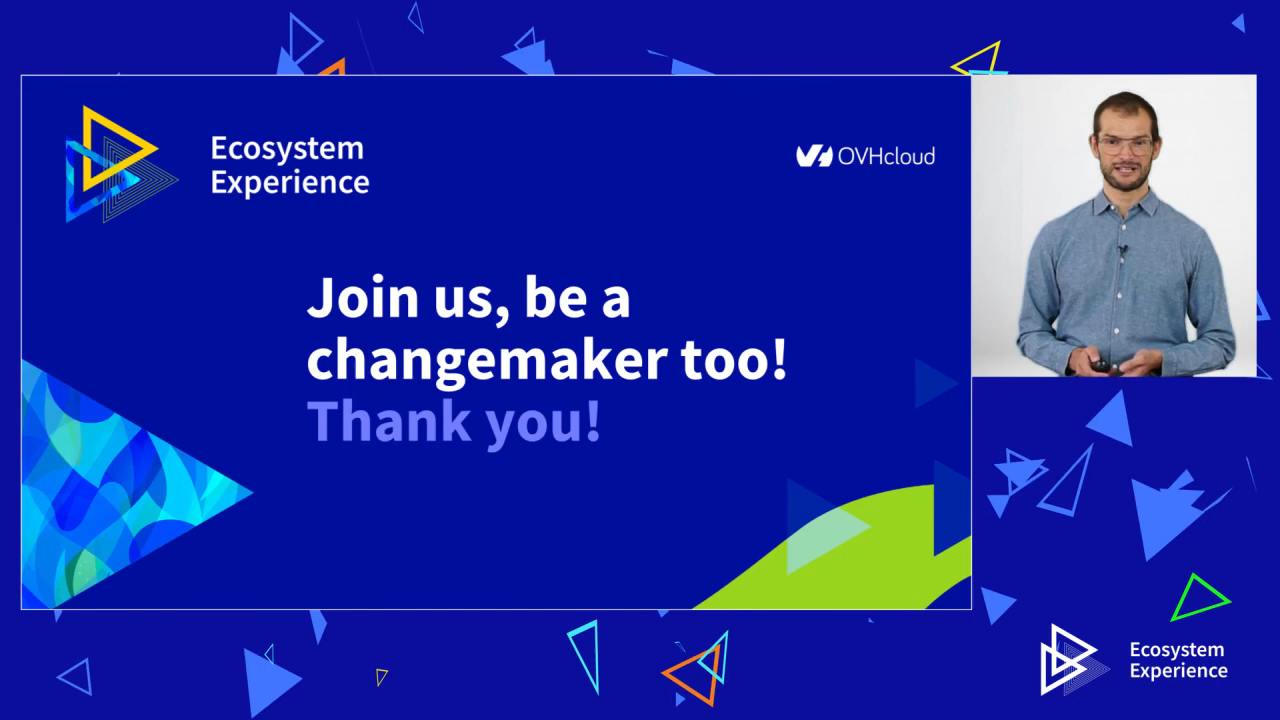 Ecosystem
Experience
OVHcloud
Join us, be a
changemaker too!
Thank you!
Ecosystem
Experience